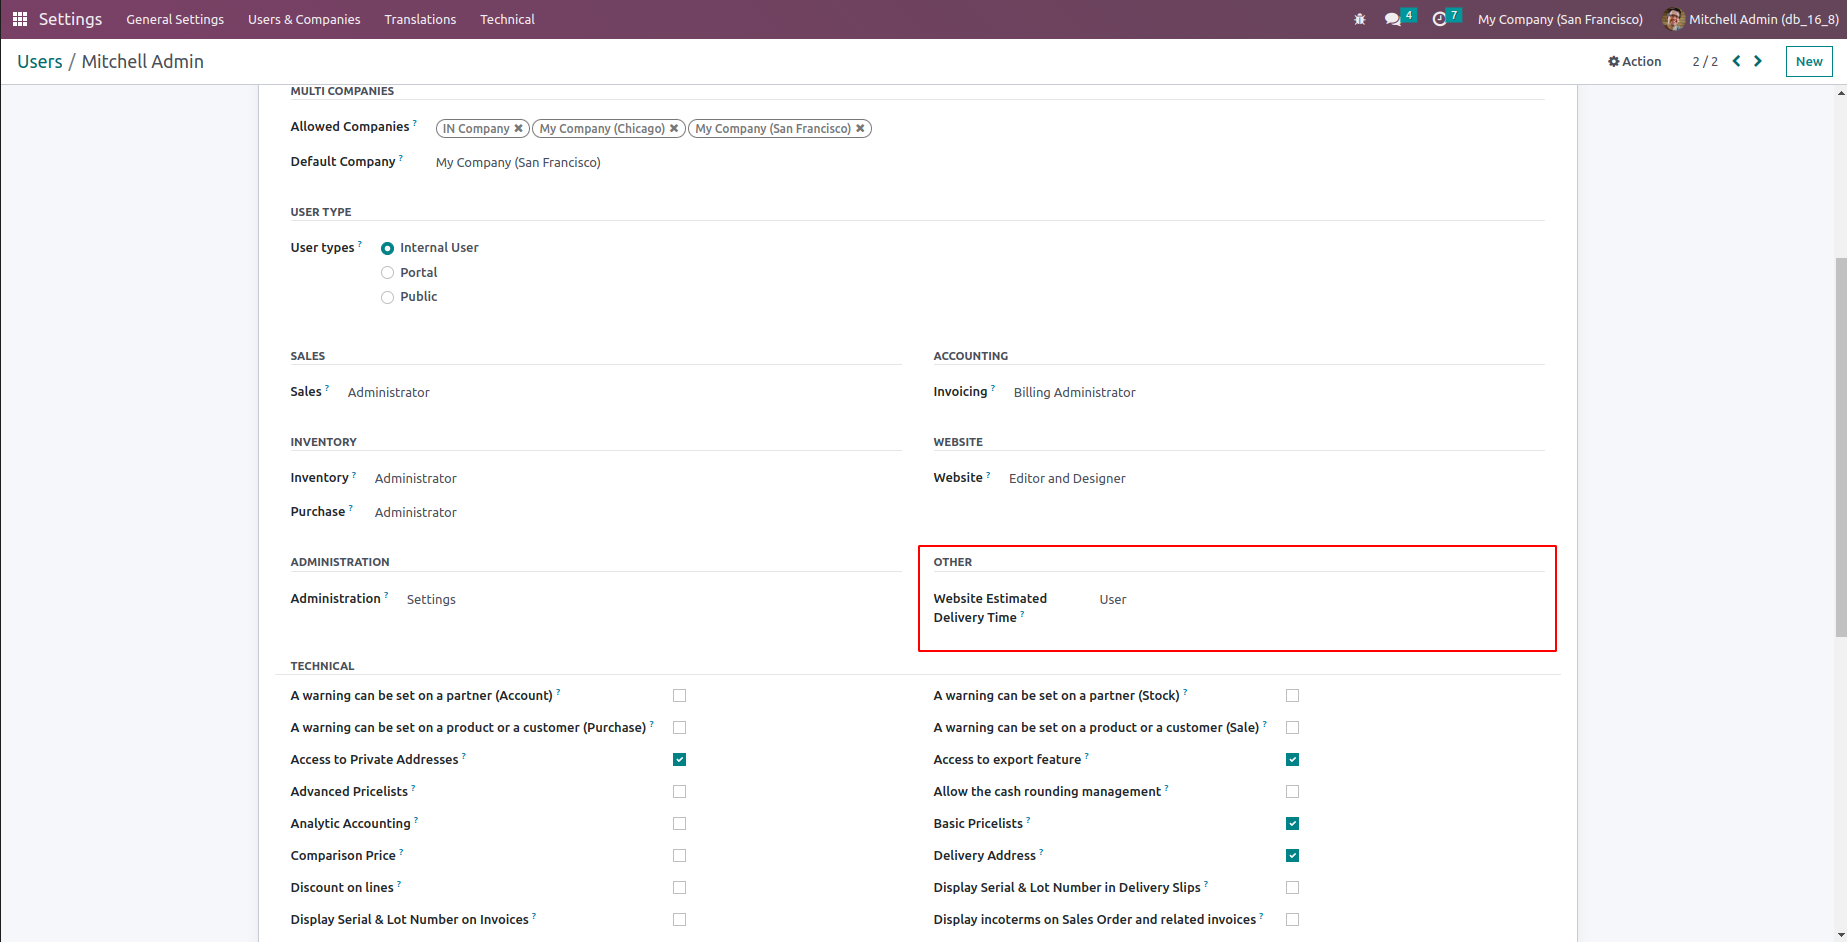 Settings General Settings Users & Companies Translations Technical 4 7 My Company (San Francisco) Mitchell Admin (db_16_8)
Users / Mitchell Admin Action 2 / 2 New
MULTI COMPANIES
Allowed Companies ? IN Company ✖ My Company (Chicago) ✖ My Company (San Francisco) ✖
Default Company ? My Company (San Francisco)
USER TYPE
User types ? Internal User
Portal
Public
SALES ACCOUNTING
Sales ? Administrator Invoicing ? Billing Administrator
INVENTORY WEBSITE
Inventory ? Administrator Website ? Editor and Designer
Purchase ? Administrator
ADMINISTRATION OTHER
Administration ? Settings Website Estimated User
Delivery Time ?
TECHNICAL
A warning can be set on a partner (Account) ? A warning can be set on a partner (Stock) ?
A warning can be set on a product or a customer (Purchase) ? A warning can be set on a product or a customer (Sale) ?
Access to Private Addresses ? Access to export feature ?
Advanced Pricelists ? Allow the cash rounding management ?
Analytic Accounting ? Basic Pricelists ?
Comparison Price ? Delivery Address ?
Discount on lines ? Display Serial & Lot Number in Delivery Slips ?
Display Serial & Lot Number on Invoices ? Display incoterms on Sales Order and related invoices ?